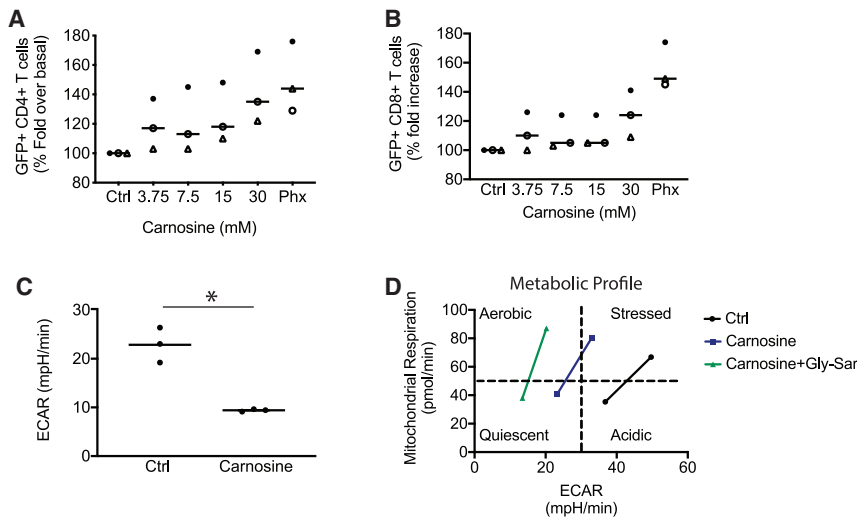 A
GFP+ CD4+ T cells
(% Fold over basal)
180
160
140
120
100
80
Ctrl 3.75 7.5 15 30 Phx
Carnosine (mM)
B
GFP+ CD8+ T cells
(% fold increase)
180
160
140
120
100
80
Ctrl 3.75 7.5 15 30 Phx
Carnosine (mM)
C
ECAR (mpH/min)
30
20
10
0
*
Ctrl Carnosine
D
Metabolic Profile
Mitochondrial Respiration
(pmol/min)
100
80
60
40
20
0
Aerobic Stressed
Quiescent Acidic
0 20 40 60
ECAR
(mpH/min)
Ctrl
Carnosine
Carnosine+Gly-Sar